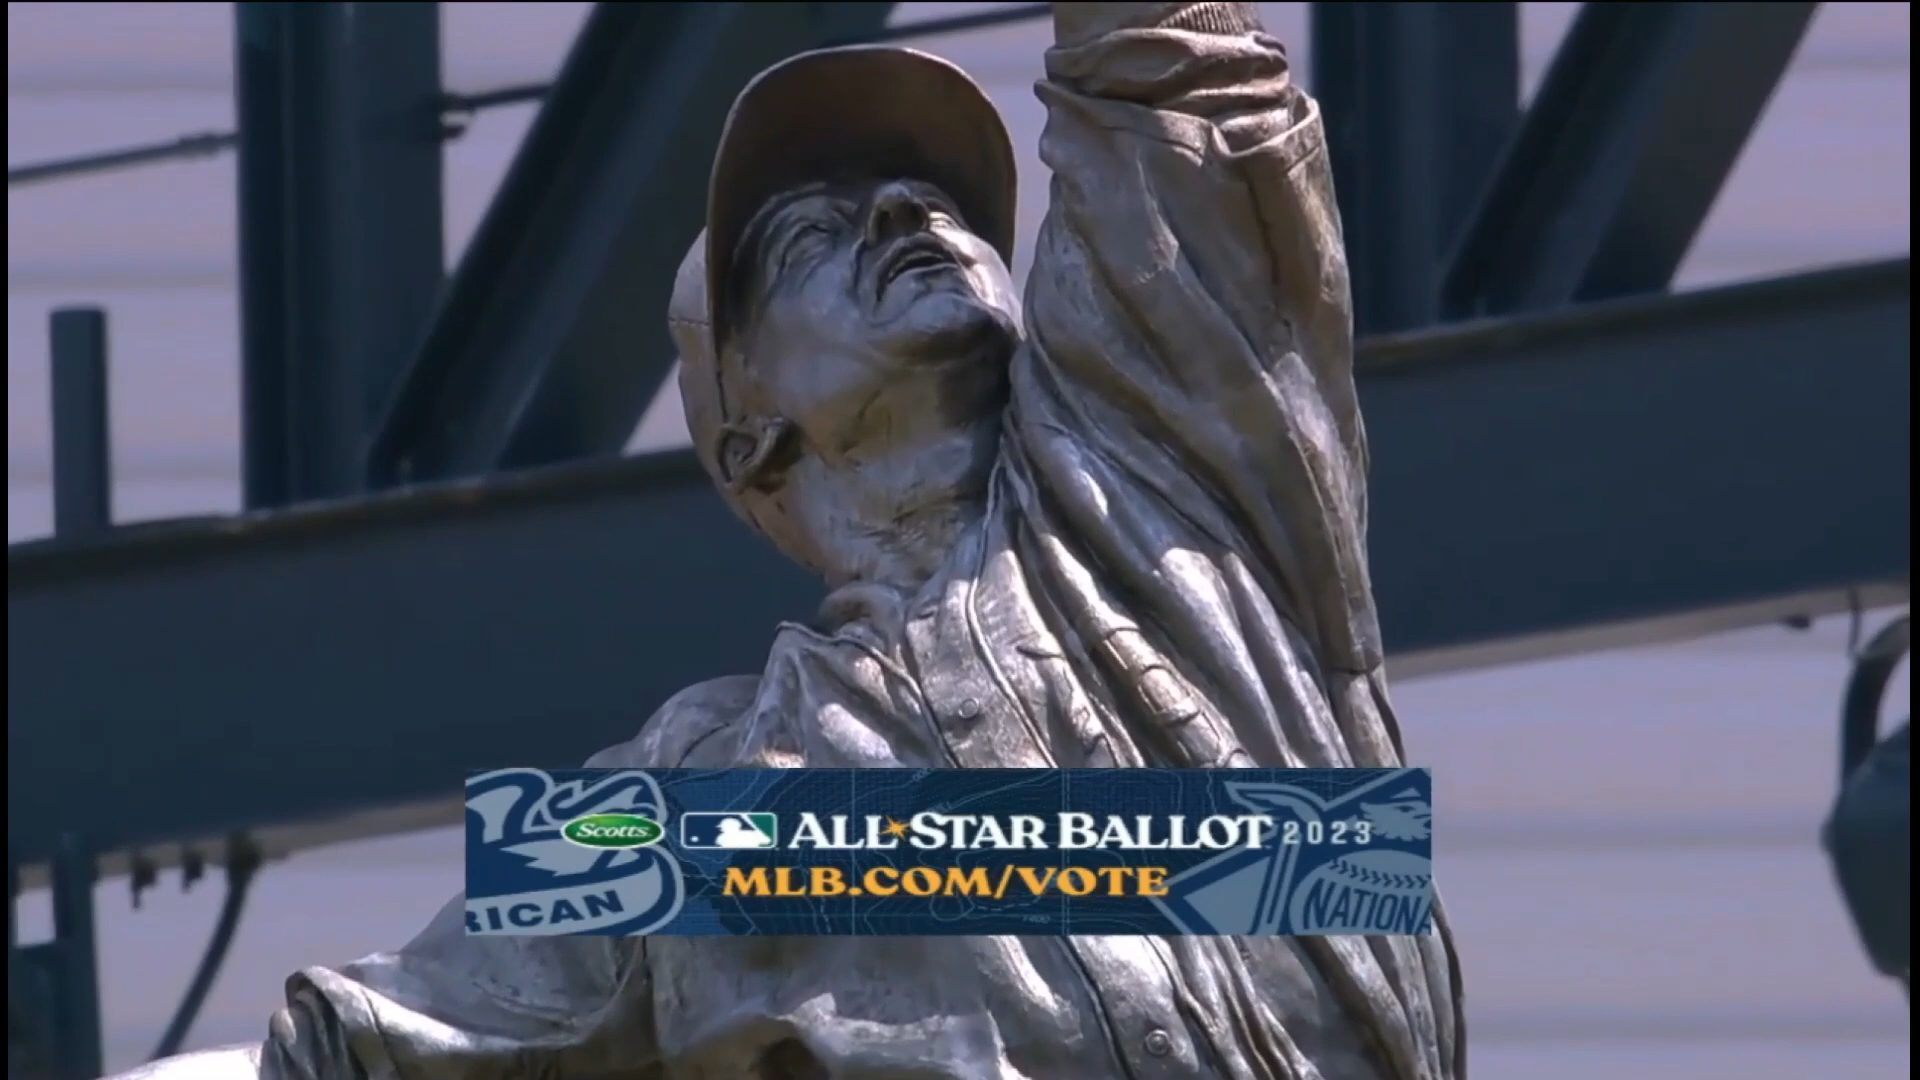 Scotts ALL★STAR BALLOT 2023
MLB.COM/VOTE
RICAN
NATIONA